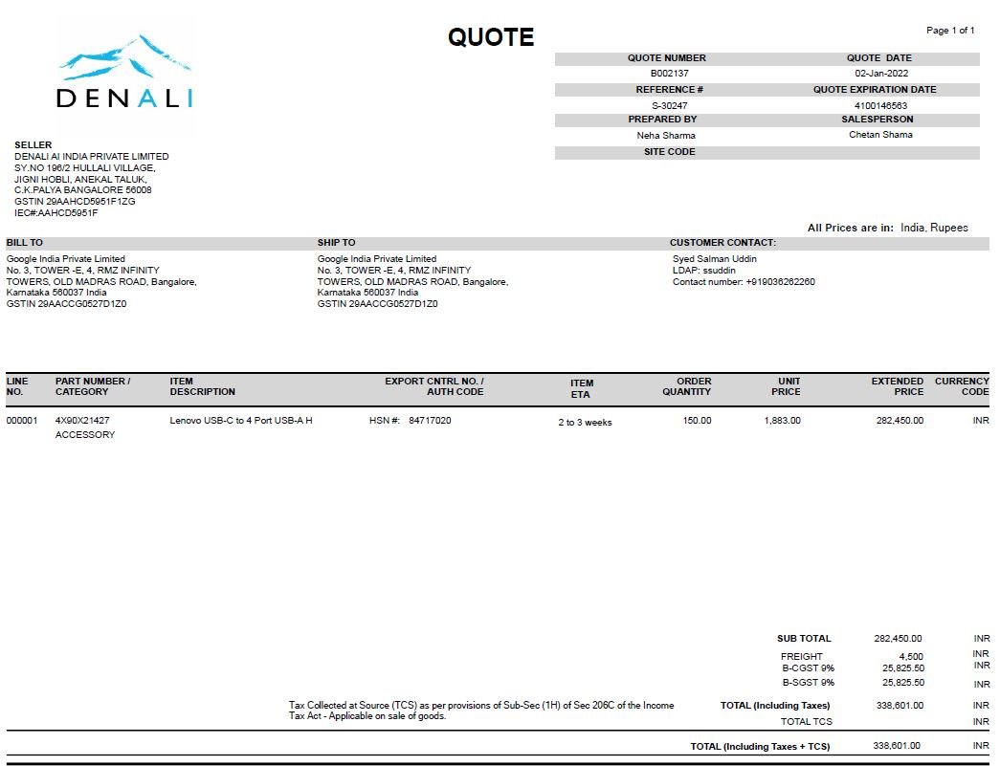 QUOTE
Page 1 of 1
DENALI
QUOTE NUMBER QUOTE DATE
B002137 02-Jan-2022
REFERENCE # QUOTE EXPIRATION DATE
S-30247 4100146563
PREPARED BY SALESPERSON
Neha Sharma Chetan Shama
SITE CODE
SELLER
DENALI AI INDIA PRIVATE LIMITED
SY.NO 196/2 HULLALI VILLAGE,
JIGNI HOBLI, ANEKAL TALUK,
C.K.PALYA BANGALORE 56008
GSTIN 29AAHCD5951F1ZG
IEC#:AAHCD5951F
All Prices are in: India, Rupees
BILL TO SHIP TO CUSTOMER CONTACT:
Google India Private Limited Google India Private Limited Syed Salman Uddin
No. 3, TOWER -E, 4, RMZ INFINITY No. 3, TOWER -E, 4, RMZ INFINITY LDAP: ssuddin
TOWERS, OLD MADRAS ROAD, Bangalore, TOWERS, OLD MADRAS ROAD, Bangalore, Contact number: +919036262260
Karnataka 560037 India Karnataka 560037 India
GSTIN 29AACCG0527D1Z0 GSTIN 29AACCG0527D1Z0
LINE PART NUMBER / ITEM EXPORT CNTRL NO. / ITEM ORDER UNIT EXTENDED CURRENCY
NO. CATEGORY DESCRIPTION AUTH CODE ETA QUANTITY PRICE PRICE CODE
000001 4X90X21427 Lenovo USB-C to 4 Port USB-A H HSN #: 84717020 2 to 3 weeks 150.00 1,883.00 282,450.00 INR
ACCESSORY
SUB TOTAL 282,450.00 INR
FREIGHT 4,500 INR
B-CGST 9% 25,825.50 INR
B-SGST 9% 25,825.50 INR
Tax Collected at Source (TCS) as per provisions of Sub-Sec (1H) of Sec 206C of the Income TOTAL (Including Taxes) 338,601.00 INR
Tax Act - Applicable on sale of goods. TOTAL TCS INR
TOTAL (Including Taxes + TCS) 338,601.00 INR